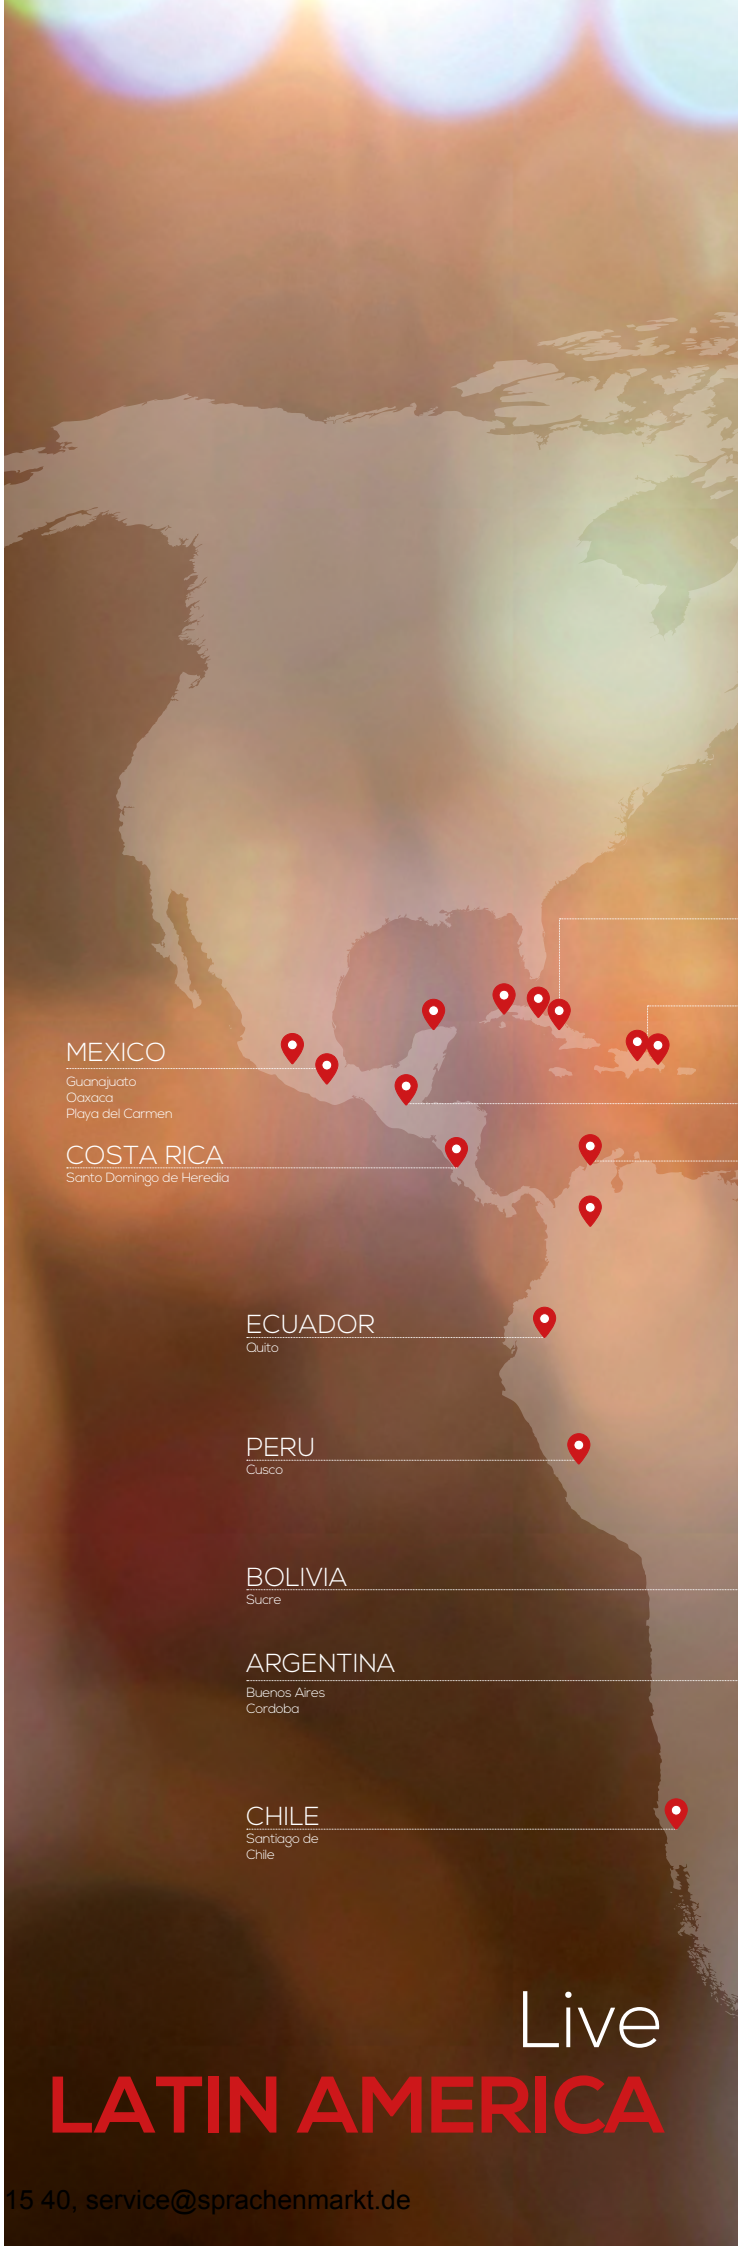 MEXICO
Guanajuato
Oaxaca
Playa del Carmen
COSTA RICA
Santo Domingo de Heredia
ECUADOR
Quito
PERU
Cusco
BOLIVIA
Sucre
ARGENTINA
Buenos Aires
Cordoba
CHILE
Santiago de
Chile
Live
LATIN AMERICA
15 40, service@sprachenmarkt.de